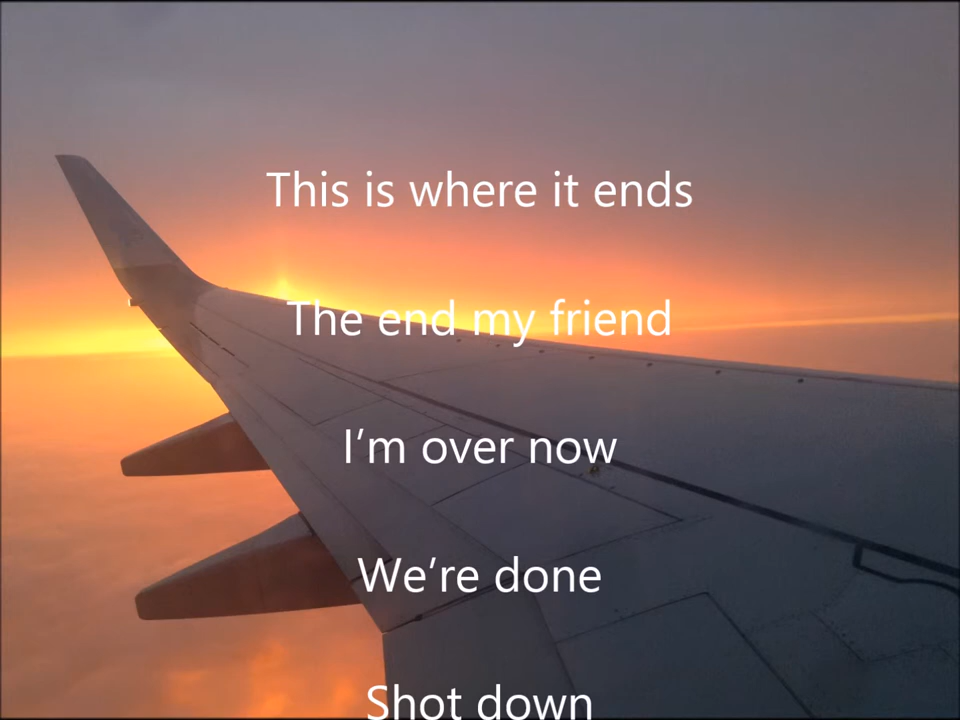 This is where it ends
The end my friend
I’m over now
We’re done
Shot down